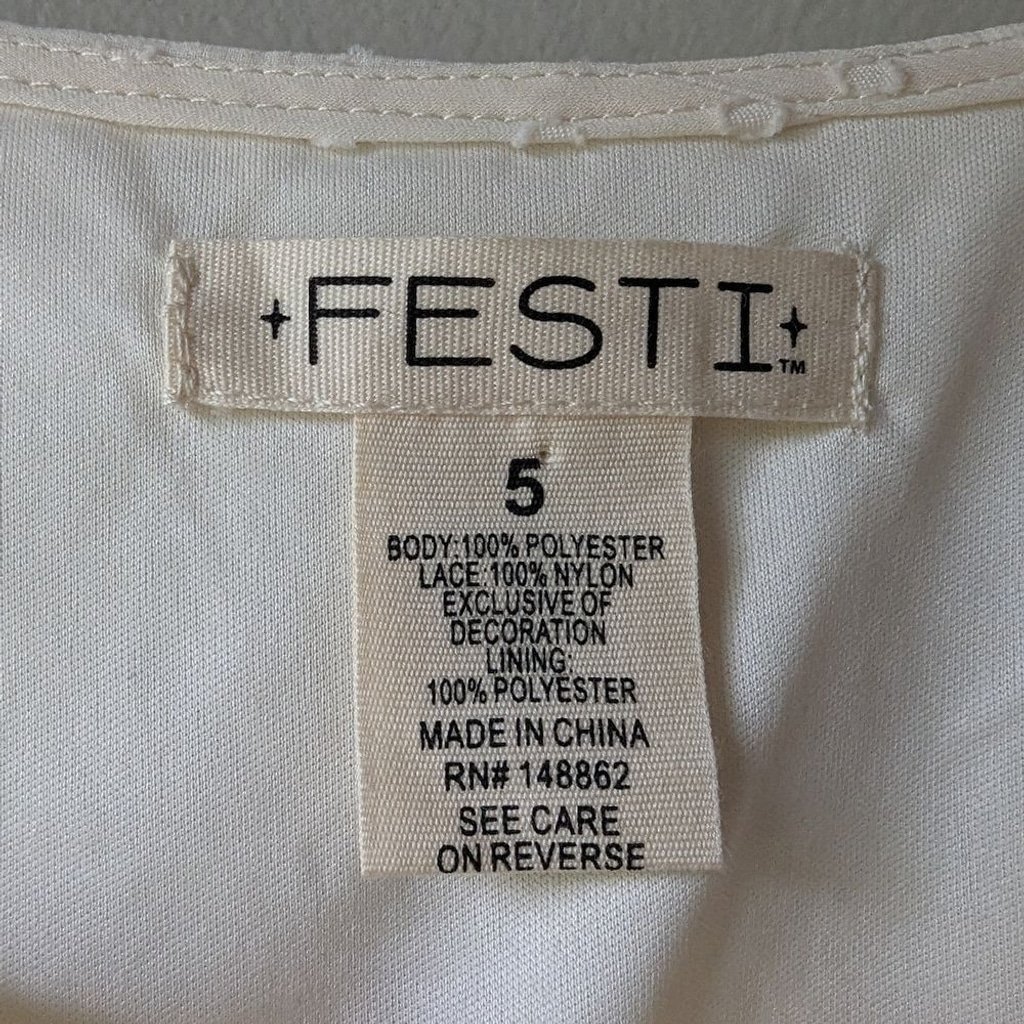 FESTI™
5
BODY:100% POLYESTER
LACE:100% NYLON
EXCLUSIVE OF
DECORATION
LINING:
100% POLYESTER
MADE IN CHINA
RN# 148862
SEE CARE
ON REVERSE